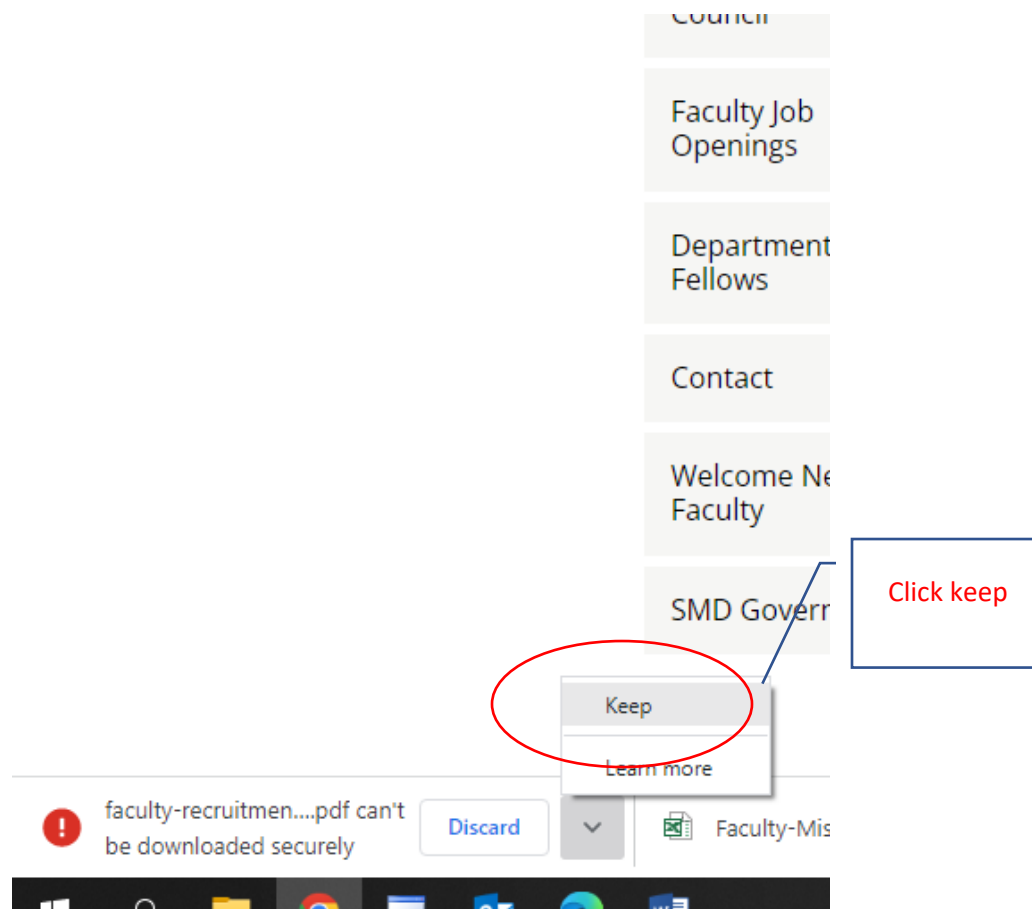 Council
Faculty Job
Openings
Department
Fellows
Contact
Welcome Ne
Faculty
SMD Govern
Click keep
Keep
Learn more
faculty-recruitmen....pdf can't
be downloaded securely
Discard
Faculty-Mis